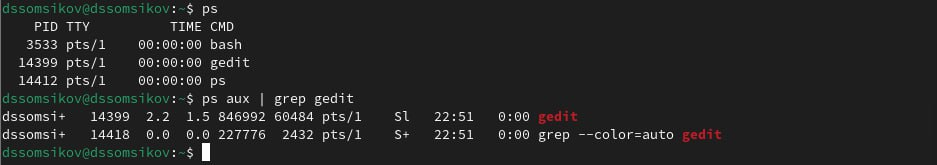 dssomsikov@dssomsikov:~$ ps
    PID TTY          TIME CMD
   3533 pts/1    00:00:00 bash
  14399 pts/1    00:00:00 gedit
  14412 pts/1    00:00:00 ps
dssomsikov@dssomsikov:~$ ps aux | grep gedit
dssomsi+   14399  2.2  1.5 846992 60484 pts/1    Sl   22:51   0:00 gedit
dssomsi+   14418  0.0  0.0 227776  2432 pts/1    S+   22:51   0:00 grep --color=auto gedit
dssomsikov@dssomsikov:~$